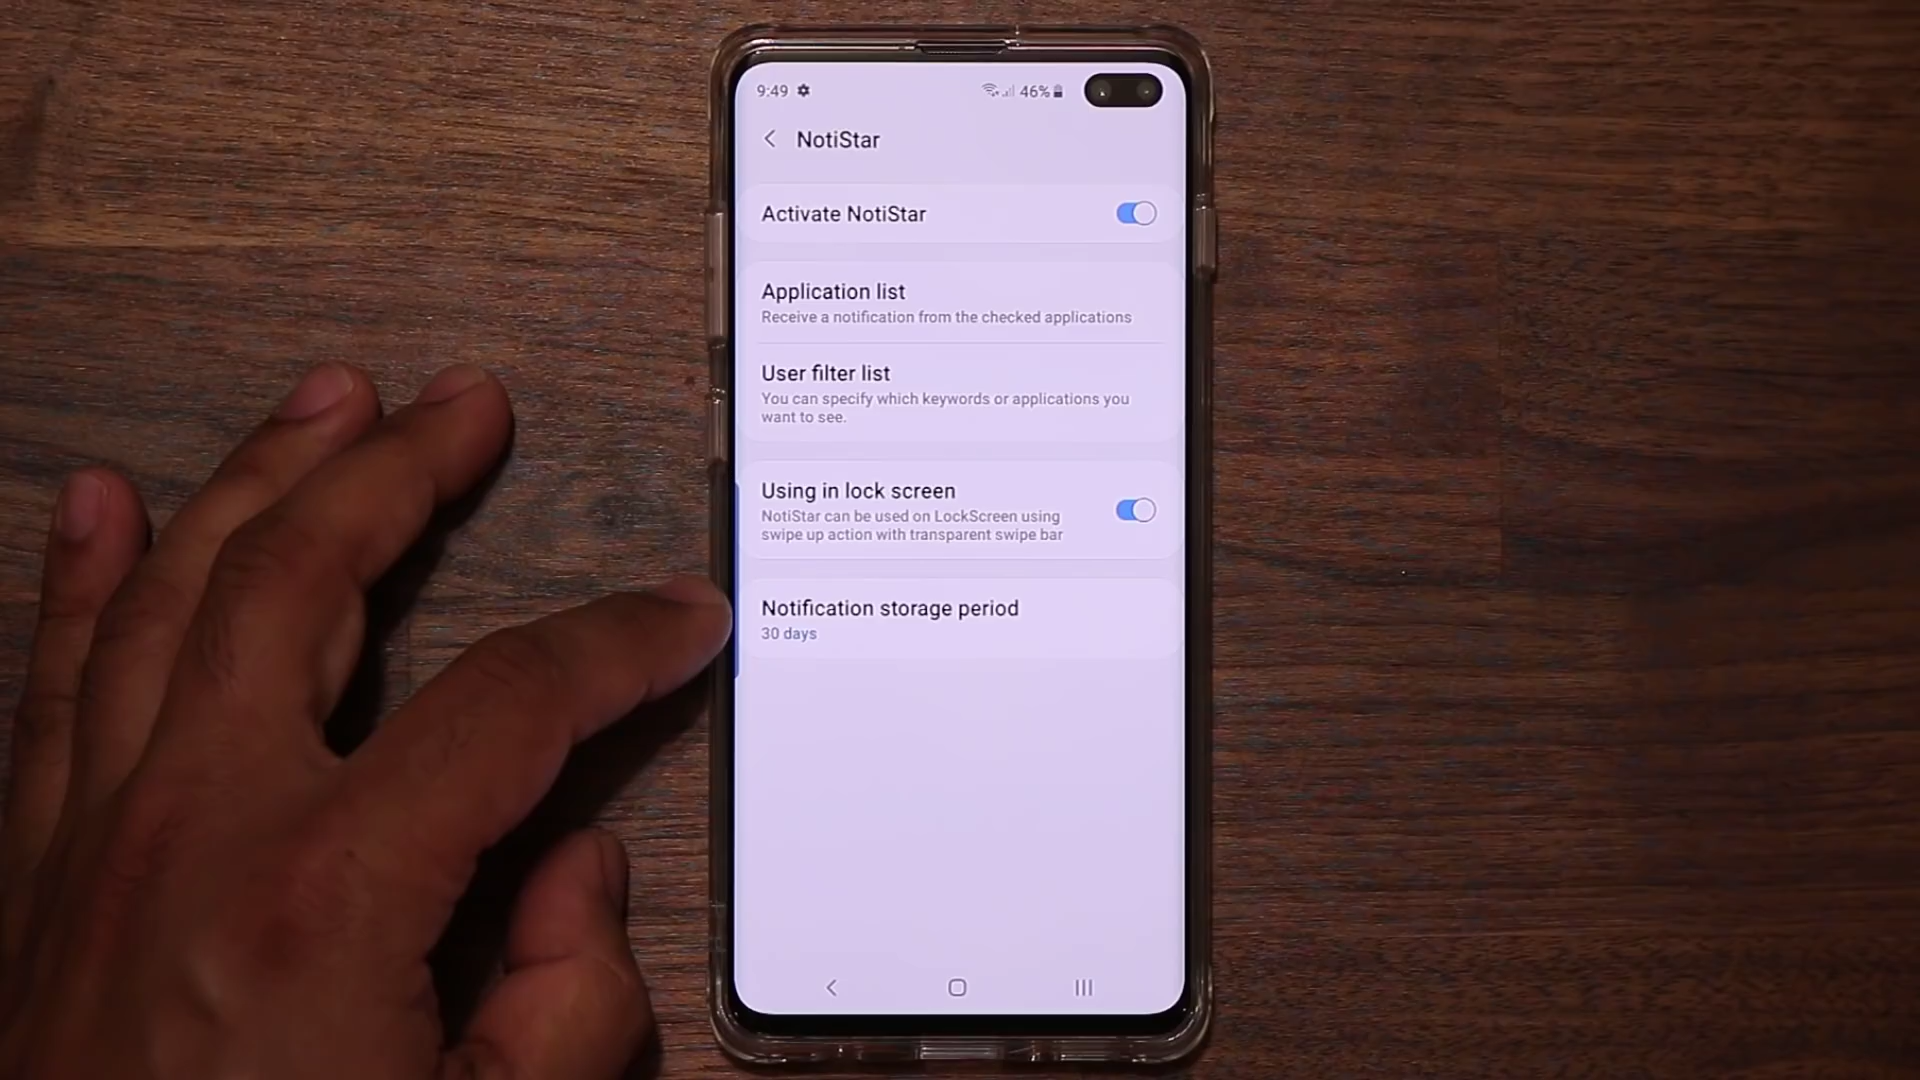 9:49 46%
NotiStar
Activate NotiStar
Application list
Receive a notification from the checked applications
User filter list
You can specify which keywords or applications you
want to see.
Using in lock screen
NotiStar can be used on LockScreen using
swipe up action with transparent swipe bar
Notification storage period
30 days